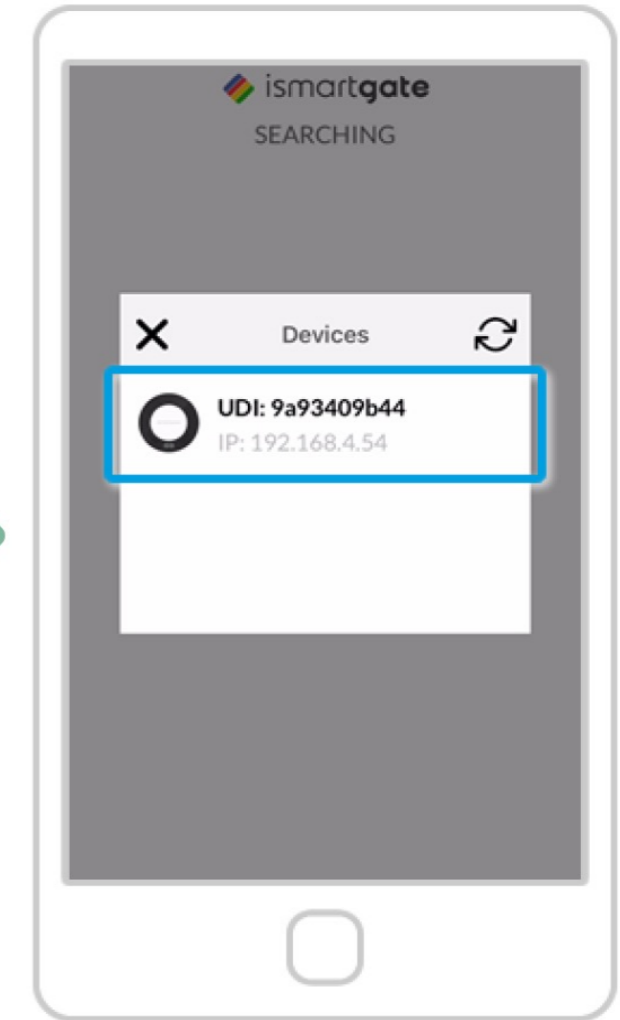 ismartgate
SEARCHING
Devices
UDI: 9a93409b44
IP: 192.168.4.54